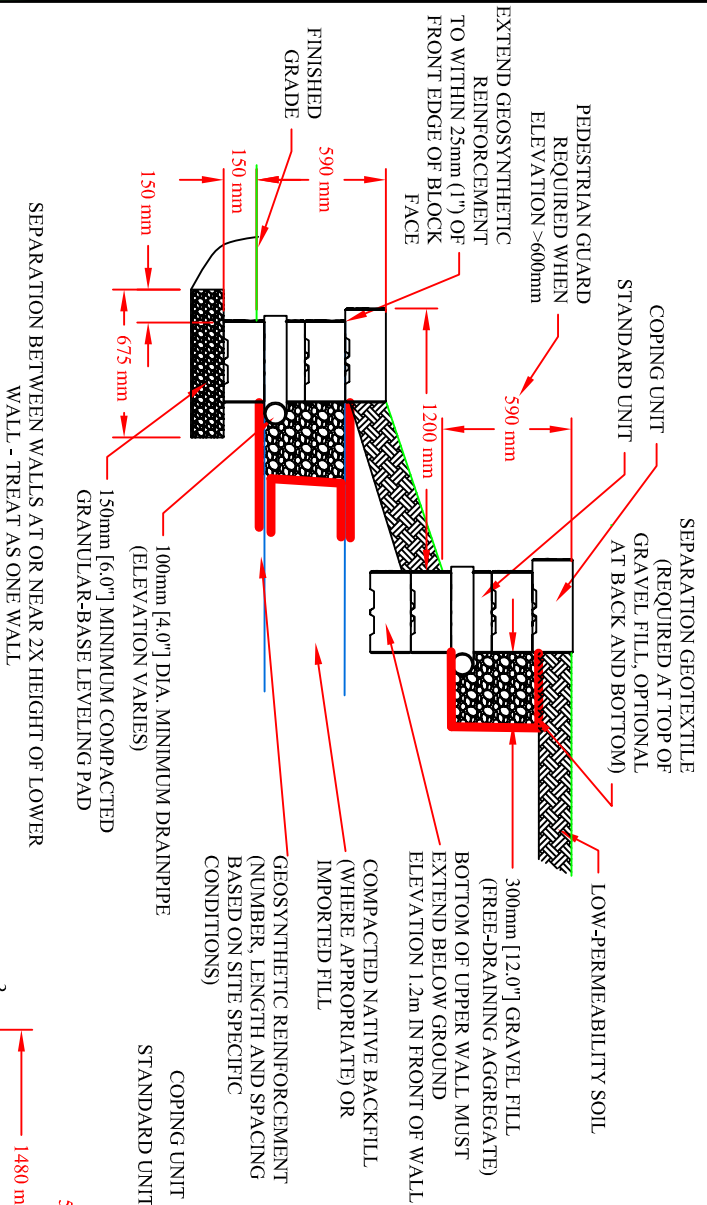 SEPARATION GEOTEXTILE
(REQUIRED AT TOP OF
GRAVEL FILL, OPTIONAL
AT BACK AND BOTTOM)
LOW-PERMEABILITY SOIL
COPING UNIT
STANDARD UNIT
PEDESTRIAN GUARD
REQUIRED WHEN
ELEVATION >600mm
590 mm
EXTEND GEOSYNTHETIC
REINFORCEMENT
TO WITHIN 25mm (1") OF
FRONT EDGE OF BLOCK
FACE
1200 mm
FINISHED
GRADE
590 mm
150 mm
150 mm
675 mm
300mm [12.0"] GRAVEL FILL
(FREE-DRAINING AGGREGATE)
BOTTOM OF UPPER WALL MUST
EXTEND BELOW GROUND
ELEVATION 1.2m IN FRONT OF WALL
COMPACTED NATIVE BACKFILL
(WHERE APPROPRIATE) OR
IMPORTED FILL
GEOSYNTHETIC REINFORCEMENT
(NUMBER, LENGTH AND SPACING
BASED ON SITE SPECIFIC
CONDITIONS)
100mm [4.0"] DIA. MINIMUM DRAINPIPE
(ELEVATION VARIES)
150mm [6.0"] MINIMUM COMPACTED
GRANULAR-BASE LEVELING PAD
SEPARATION BETWEEN WALLS AT OR NEAR 2X HEIGHT OF LOWER
WALL - TREAT AS ONE WALL
COPING UNIT
STANDARD UNIT
1480 m